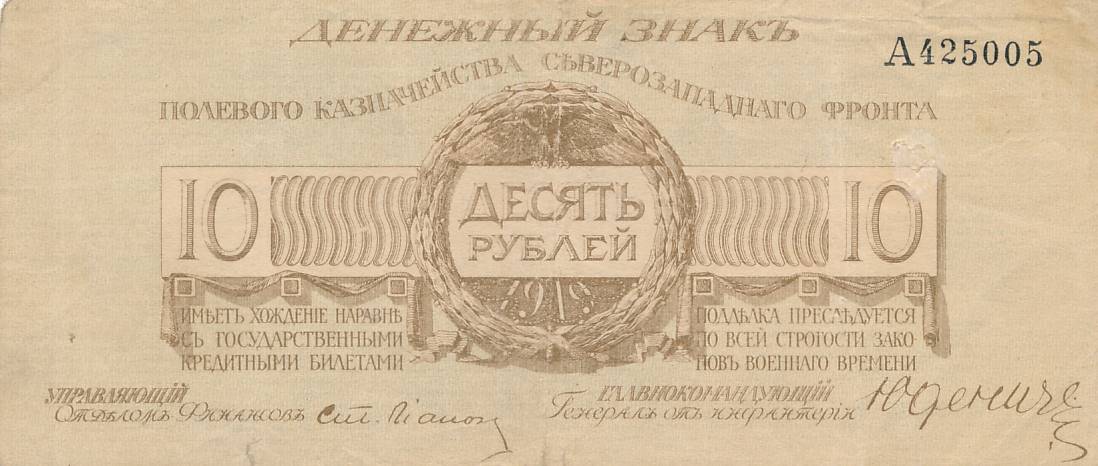 ДЕНЕЖНЫЙ ЗНАКЪ
А425005
ПОЛЕВОГО КАЗНАЧЕЙСТВА СѢВЕРОЗАПАДНАГО ФРОНТА
10
ДЕСЯТЬ
РУБЛЕЙ
10
1919
ИМѢЕТЪ ХОЖДЕНІЕ НАРАВНѢ
СЪ ГОСУДАРСТВЕННЫМИ
КРЕДИТНЫМИ БИЛЕТАМИ
ПОДДѢЛКА ПРЕСЛѢДУЕТСЯ
ПО ВСЕЙ СТРОГОСТИ ЗАКО-
НОВЪ ВОЕННАГО ВРЕМЕНИ
УПРАВЛЯЮЩІЙ
Отдѣломъ Финансовъ
ГЛАВНОКОМАНДУЮЩІЙ
Генералъ отъ инфантеріи Юденичъ